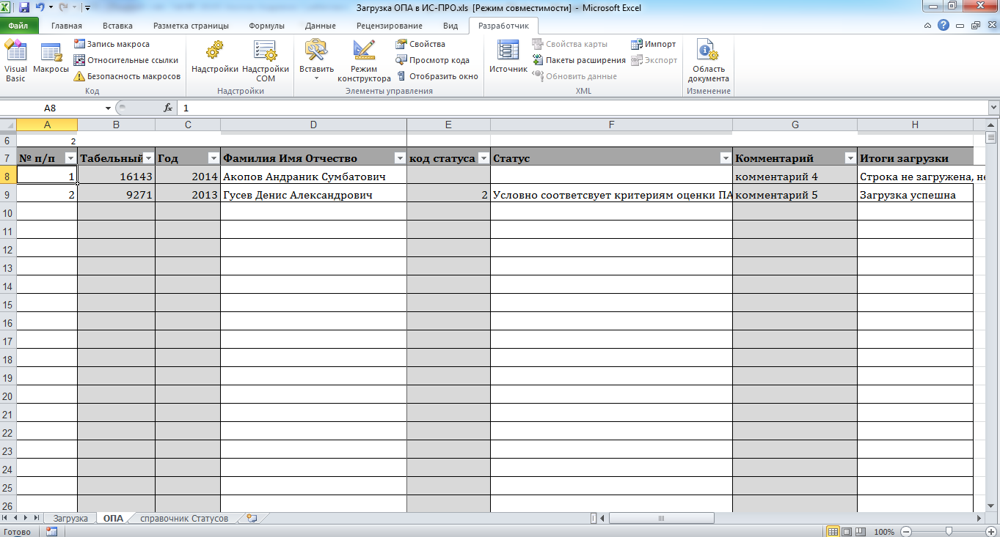 Загрузка ОПА в ИС-ПРО.xls [Режим совместимости] - Microsoft Excel
Файл Главная Вставка Разметка страницы Формулы Данные Рецензирование Вид Разработчик
Visual Basic Макросы Запись макроса Относительные ссылки Безопасность макросов
Надстройки Надстройки COM
Вставить Режим конструктора Свойства Просмотр кода Отобразить окно
Источник Свойства карты Пакеты расширения Обновить данные Импорт Экспорт
Область документа
Код Надстройки Элементы управления XML Изменение
A8 fx 1
A B C D E F G H
6 2
7 № п/п Табельный Год Фамилия Имя Отчество код статуса Статус Комментарий Итоги загрузки
8 1 16143 2014 Акопов Андраник Сумбатович комментарий 4 Строка не загружена, не
9 2 9271 2013 Гусев Денис Александрович 2 Условно соответсвует критериям оценки ПА комментарий 5 Загрузка успешна
10
11
12
13
14
15
16
17
18
19
20
21
22
23
24
25
26
Загрузка ОПА справочник Статусов
Готово 100%